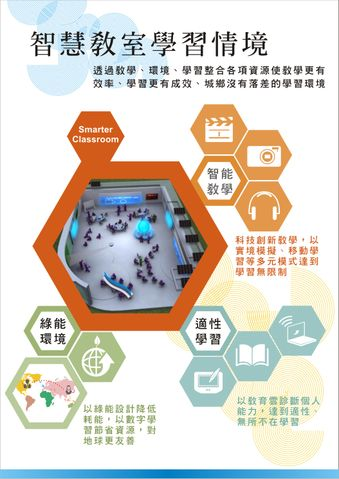 智慧教室學習情境
透過教學、環境、學習整合各項資源使教學更有
效率、學習更有成效、城鄉沒有落差的學習環境
Smarter
Classroom
智能
教學
科技創新教學，以
實境模擬、移動學
習等多元模式達到
學習無限制
綠能
環境
適性
學習
以綠能設計降低
耗能，以數字學
習節省資源，對
地球更友善
以教育雲診斷個人
能力，達到適性、
無所不在學習